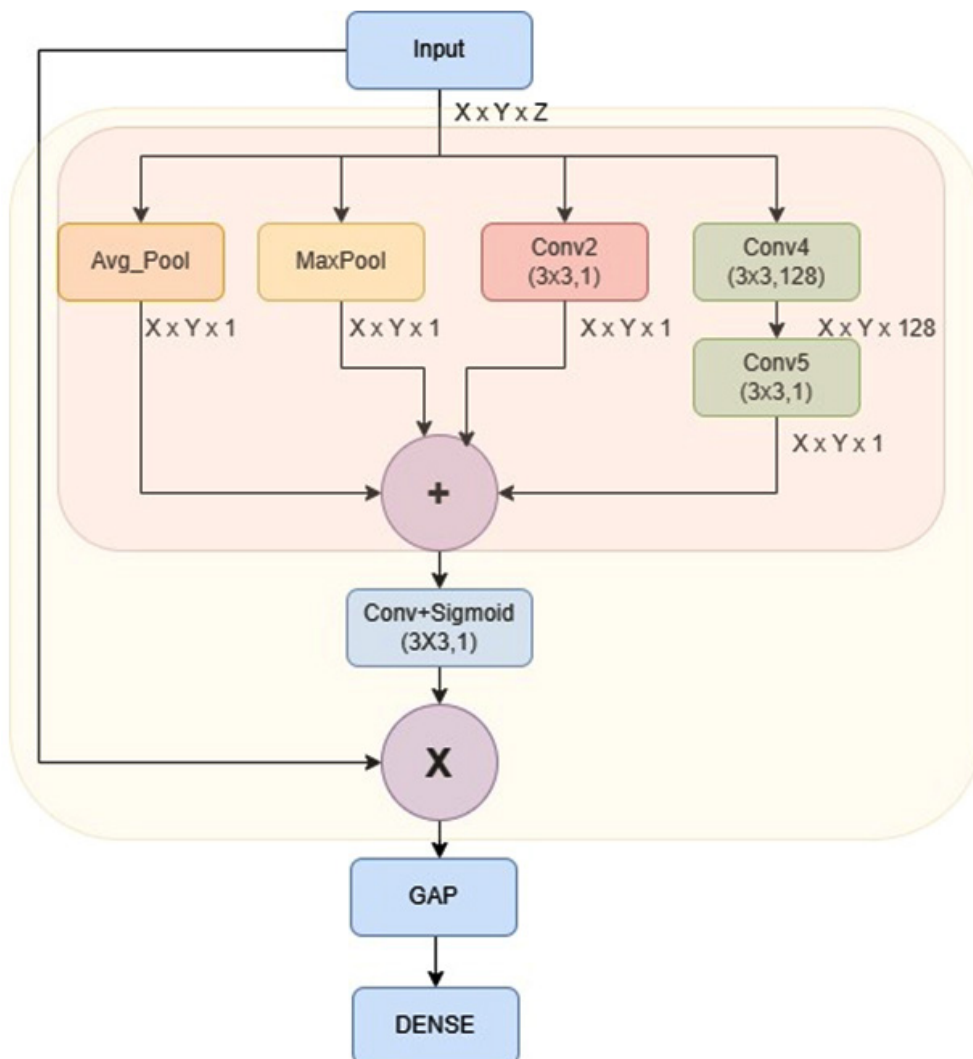 Input
X x Y x Z
Avg_Pool
MaxPool
Conv2
(3x3,1)
Conv4
(3x3,128)
X x Y x 1
X x Y x 1
X x Y x 1
X x Y x 128
Conv5
(3x3,1)
X x Y x 1
+
Conv+Sigmoid
(3X3,1)
X
GAP
DENSE